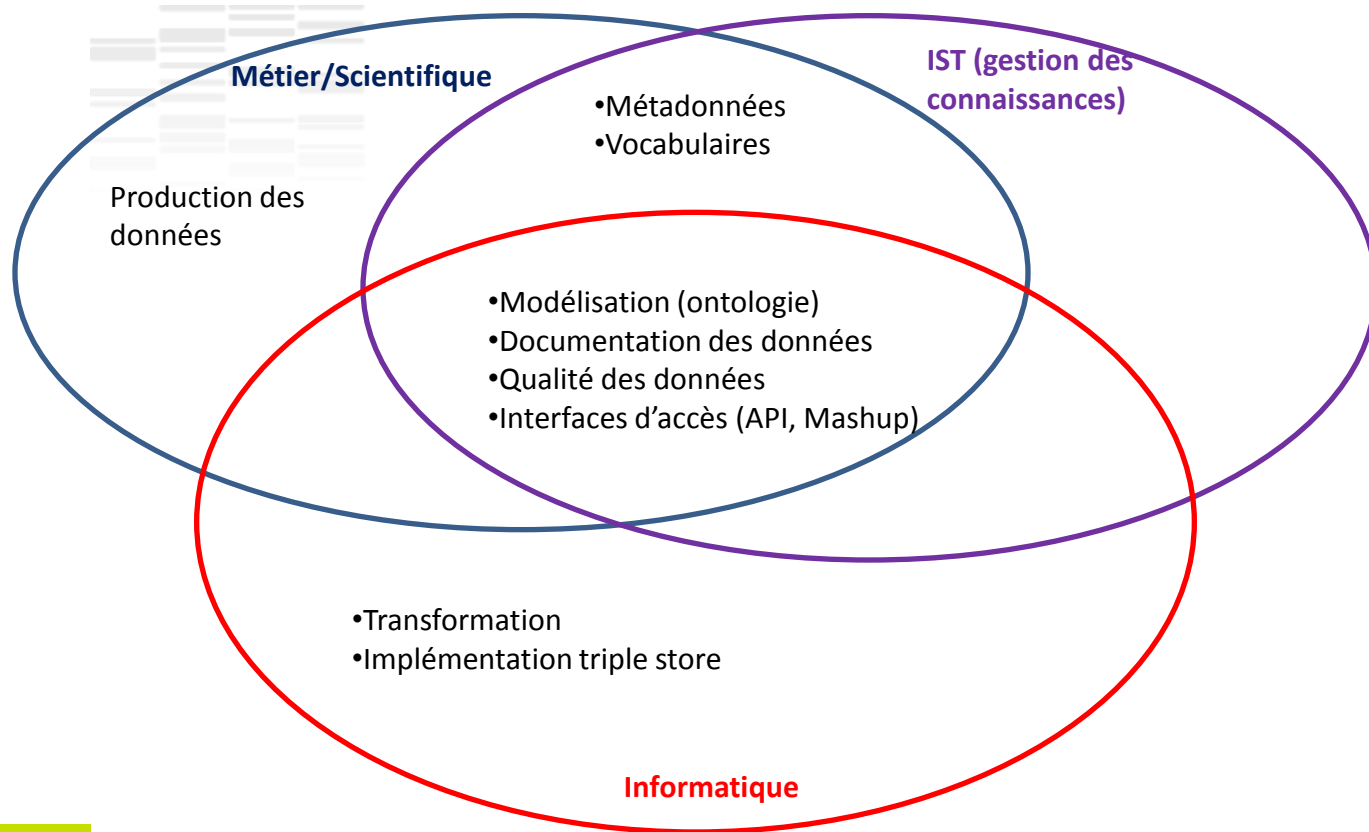 Métier/Scientifique
IST (gestion des
connaissances)
•Métadonnées
•Vocabulaires
Production des
données
•Modélisation (ontologie)
•Documentation des données
•Qualité des données
•Interfaces d’accès (API, Mashup)
•Transformation
•Implémentation triple store
Informatique